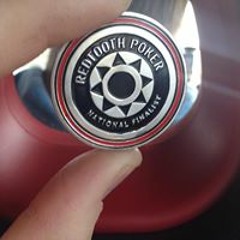 REDTOOTH POKER
NATIONAL FINALIST